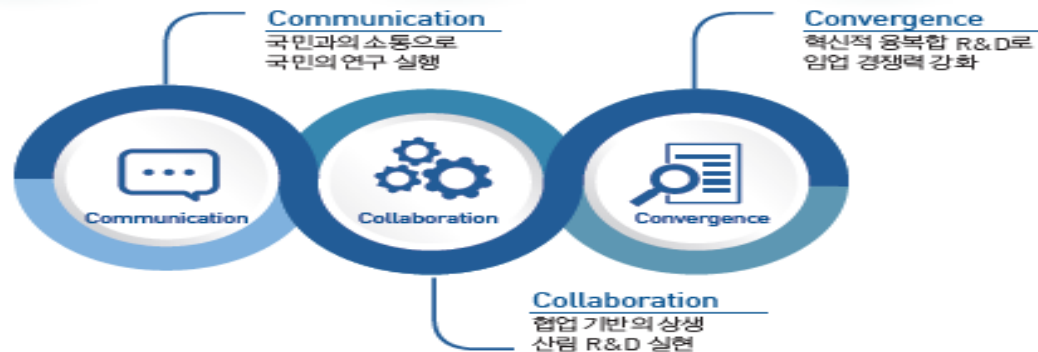 Communication
국민과의 소통으로
국민의 연구 실행
Convergence
혁신적 융복합 R&D로
임업 경쟁력 강화
Communication
Collaboration
Convergence
Collaboration
협업 기반의 상생
산림 R&D 실현